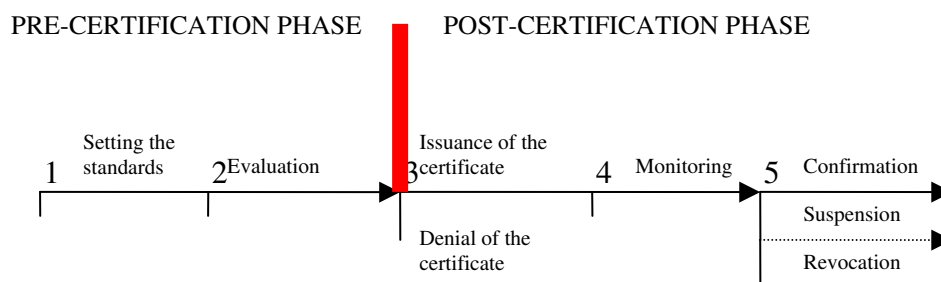 PRE-CERTIFICATION PHASE
POST-CERTIFICATION PHASE
1
Setting the
standards
2
Evaluation
3
Issuance of the
certificate
Denial of the
certificate
4
Monitoring
5
Confirmation
Suspension
Revocation